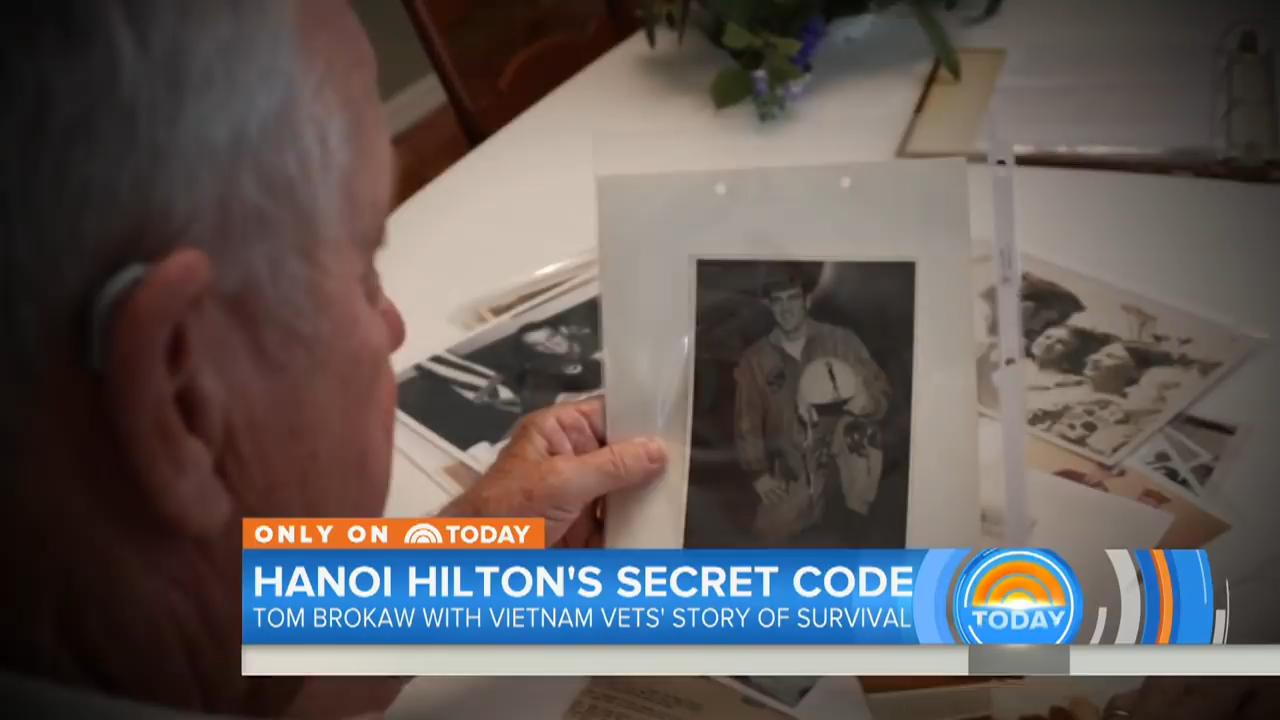 ONLY ON TODAY
HANOI HILTON'S SECRET CODE
TOM BROKAW WITH VIETNAM VETS' STORY OF SURVIVAL
TODAY